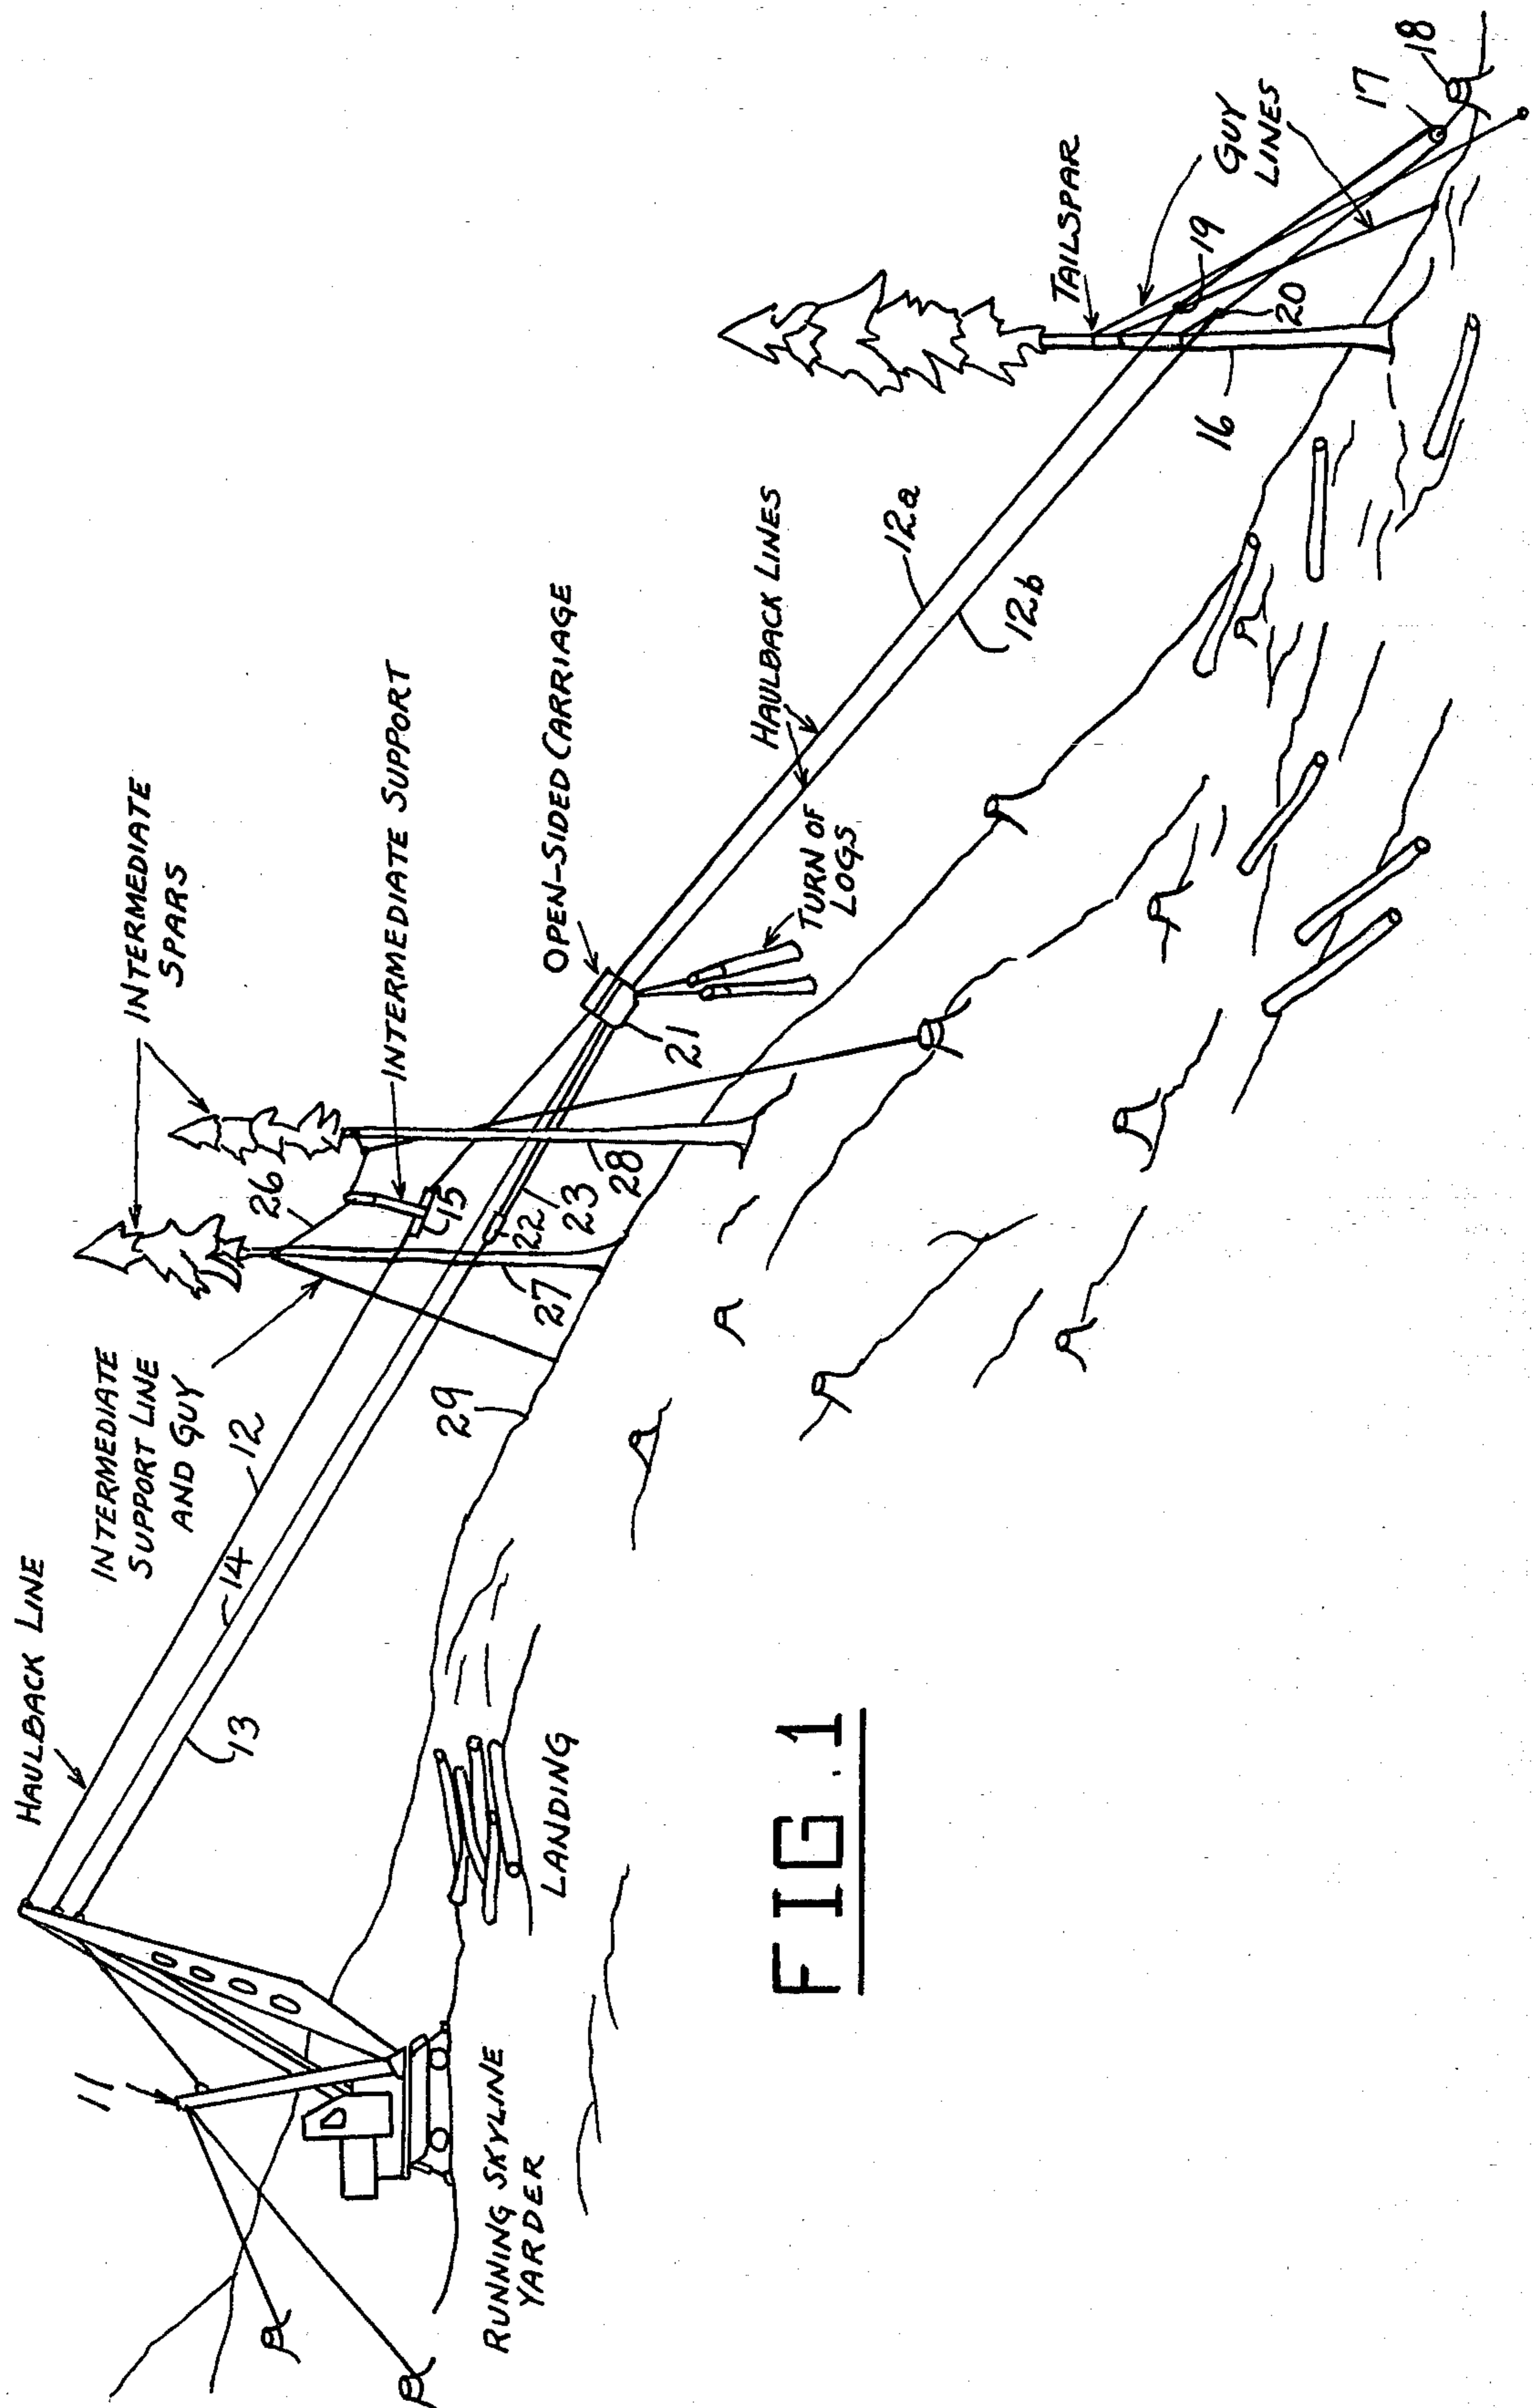 HAULBACK LINE
INTERMEDIATE
SUPPORT LINE
AND GUY
INTERMEDIATE
SPARS
INTERMEDIATE SUPPORT
OPEN-SIDED CARRIAGE
HAULBACK LINES
TURN OF
LOGS
TAILSPAR
GUY
LINES
RUNNING SKYLINE
YARDER
LANDING
11
12
14
13
26
15
22
23
28
27
29
21
12a
12b
16
19
20
17
18
FIG. 1